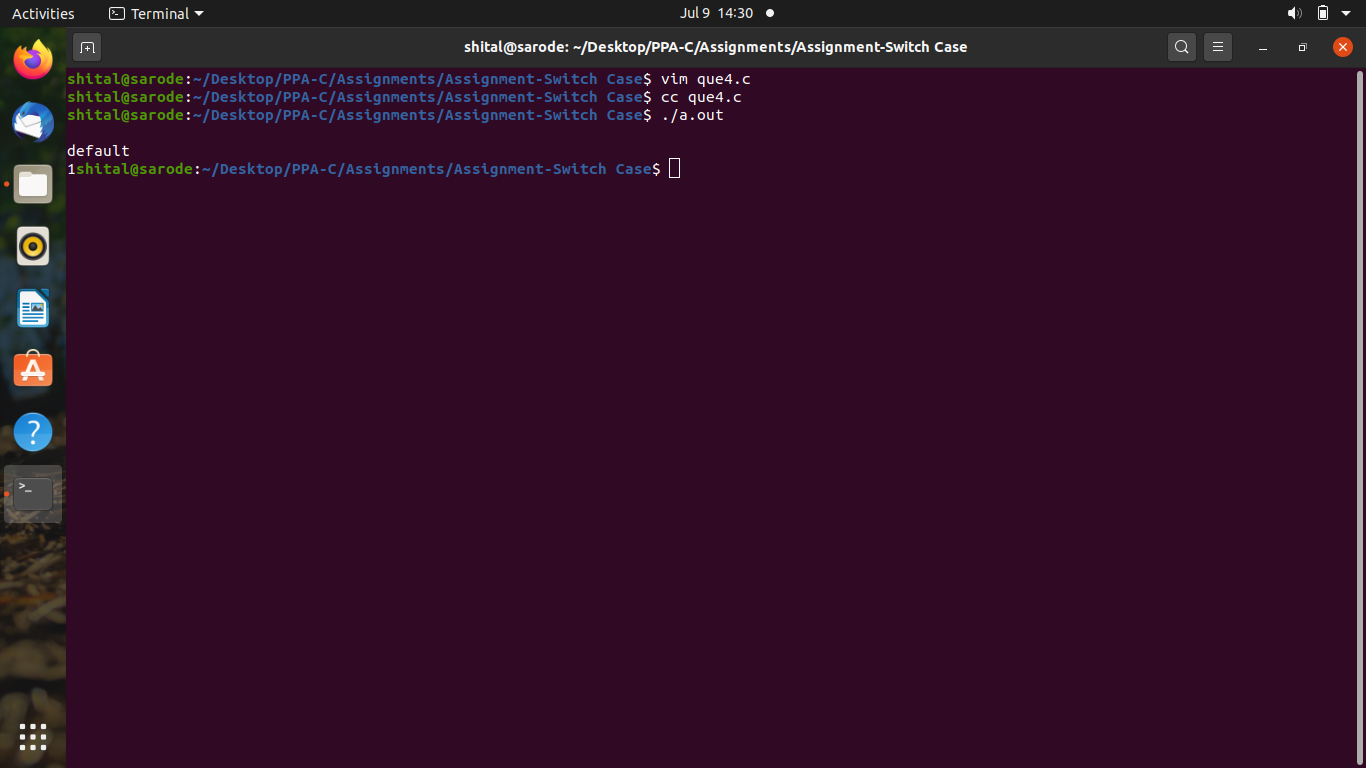 Activities Terminal Jul 9 14:30
shital@sarode: ~/Desktop/PPA-C/Assignments/Assignment-Switch Case
shital@sarode:~/Desktop/PPA-C/Assignments/Assignment-Switch Case$ vim que4.c
shital@sarode:~/Desktop/PPA-C/Assignments/Assignment-Switch Case$ cc que4.c
shital@sarode:~/Desktop/PPA-C/Assignments/Assignment-Switch Case$ ./a.out
default
1shital@sarode:~/Desktop/PPA-C/Assignments/Assignment-Switch Case$